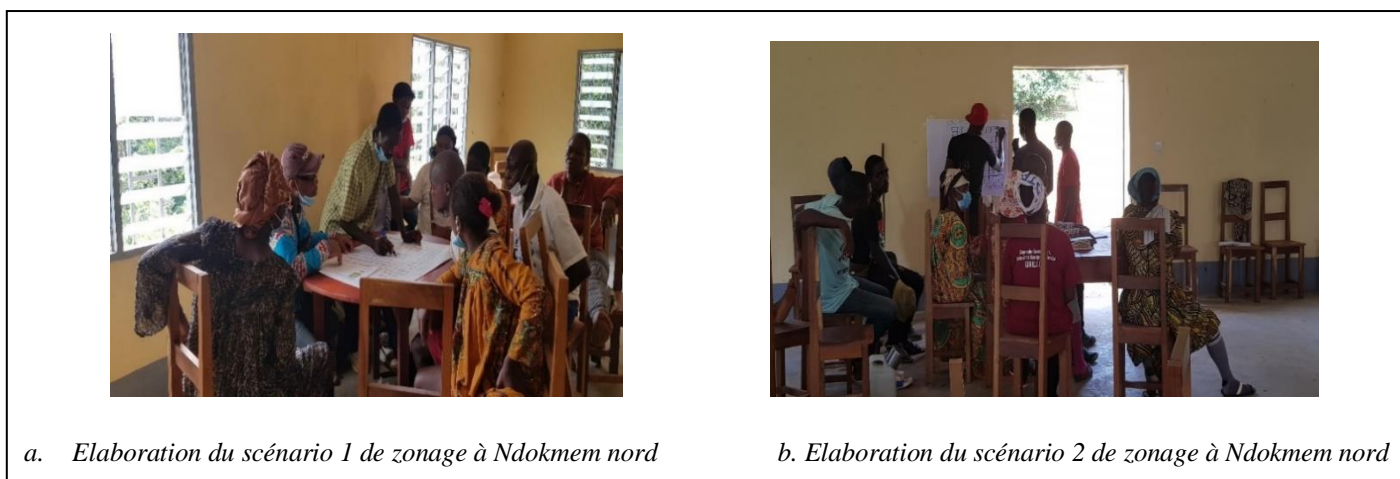 a. Elaboration du scénario 1 de zonage à Ndokmem nord
b. Elaboration du scénario 2 de zonage à Ndokmem nord